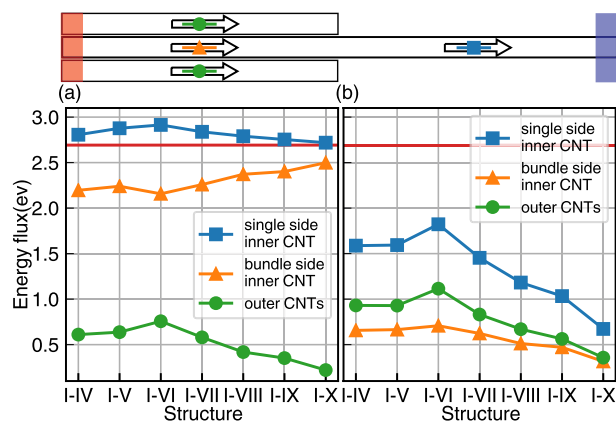 (a)
(b)
3.0
2.5
2.0
1.5
1.0
0.5
Energy flux(ev)
single side
inner CNT
bundle side
inner CNT
outer CNTs
single side
inner CNT
bundle side
inner CNT
outer CNTs
I-IV I-V I-VI I-VII I-VIII I-IX I-X
I-IV I-V I-VI I-VII I-VIII I-IX I-X
Structure
Structure